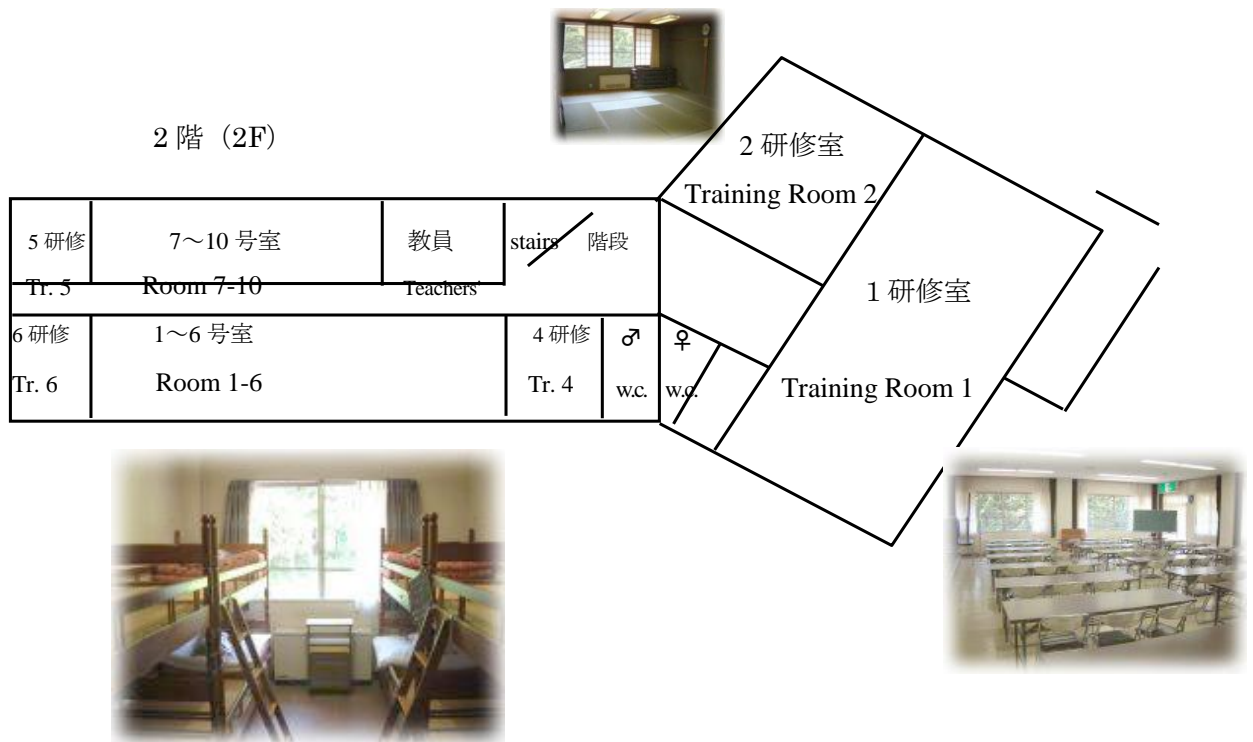 2 階（2F）
2 研修室
Training Room 2
5 研修
Tr. 5
7～10 号室
Room 7-10
教員
Teachers'
stairs
階段
1 研修室
Training Room 1
6 研修
Tr. 6
1～6 号室
Room 1-6
4 研修
Tr. 4
♂
w.c.
♀
w.c.